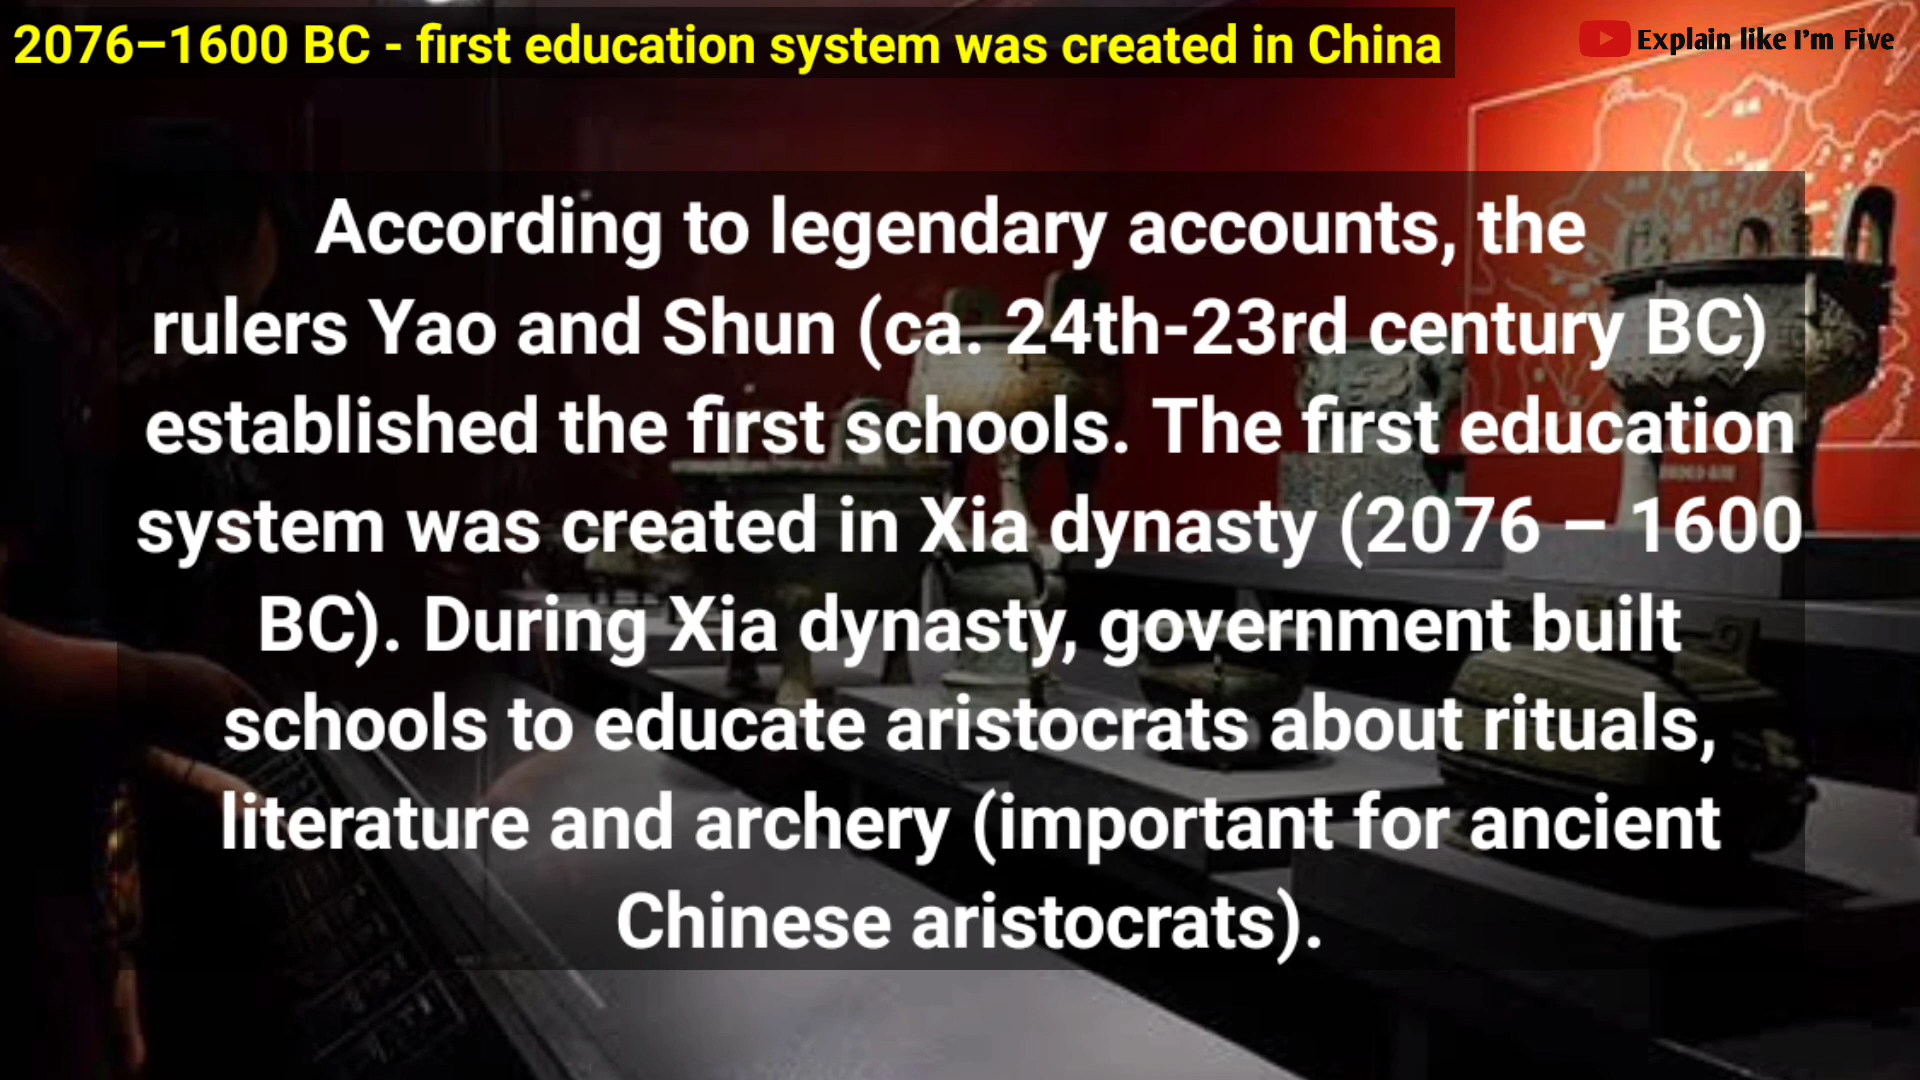 2076–1600 BC - first education system was created in China
Explain like I'm Five
According to legendary accounts, the
rulers Yao and Shun (ca. 24th-23rd century BC)
established the first schools. The first education
system was created in Xia dynasty (2076 – 1600
BC). During Xia dynasty, government built
schools to educate aristocrats about rituals,
literature and archery (important for ancient
Chinese aristocrats).